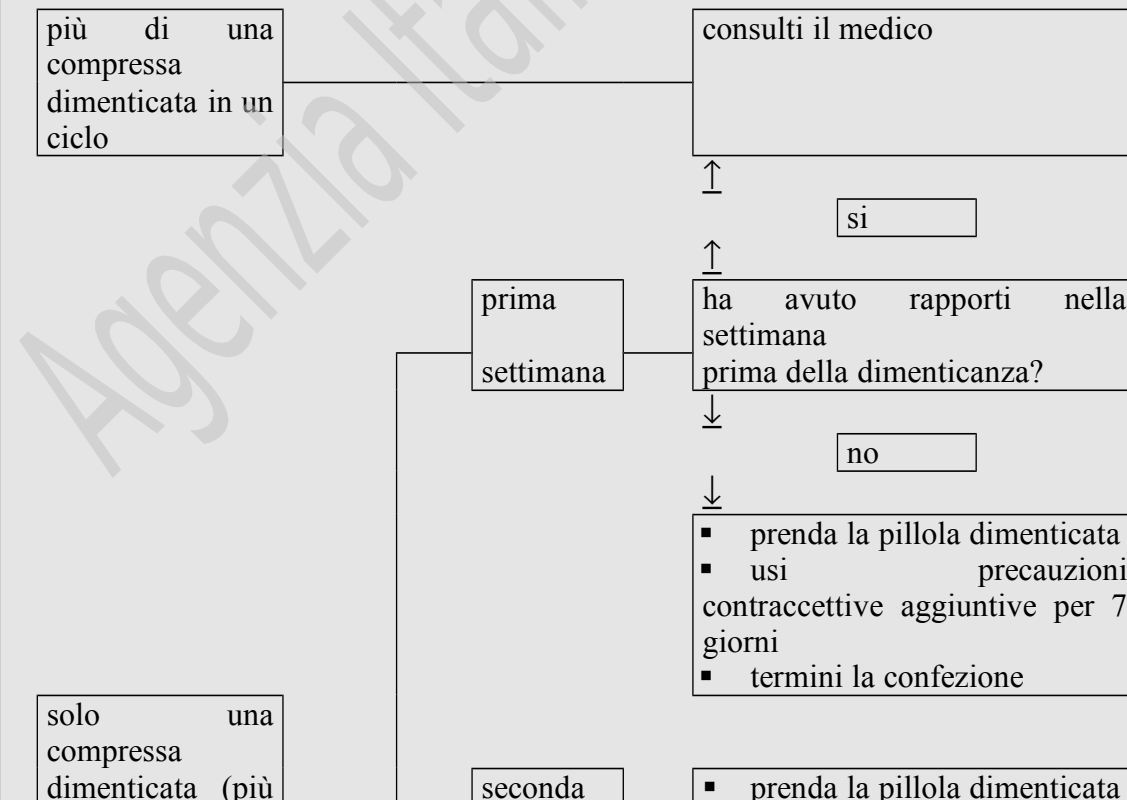 più di una
compressa
dimenticata in un
ciclo
consulti il medico
↑
si
↑
prima
settimana
ha avuto rapporti nella
settimana
prima della dimenticanza?
↓
no
↓
▪ prenda la pillola dimenticata
▪ usi precauzioni
contraccettive aggiuntive per 7
giorni
▪ termini la confezione
solo una
compressa
dimenticata (più
seconda
▪ prenda la pillola dimenticata
Agenzia